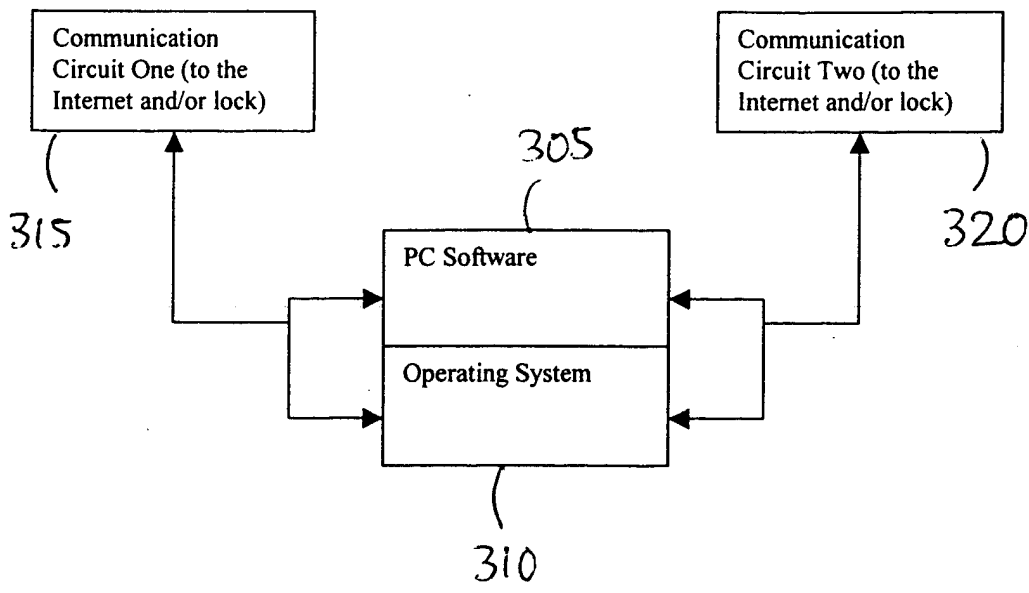 Communication
Circuit One (to the
Internet and/or lock)
Communication
Circuit Two (to the
Internet and/or lock)
305
315
320
PC Software
Operating System
310